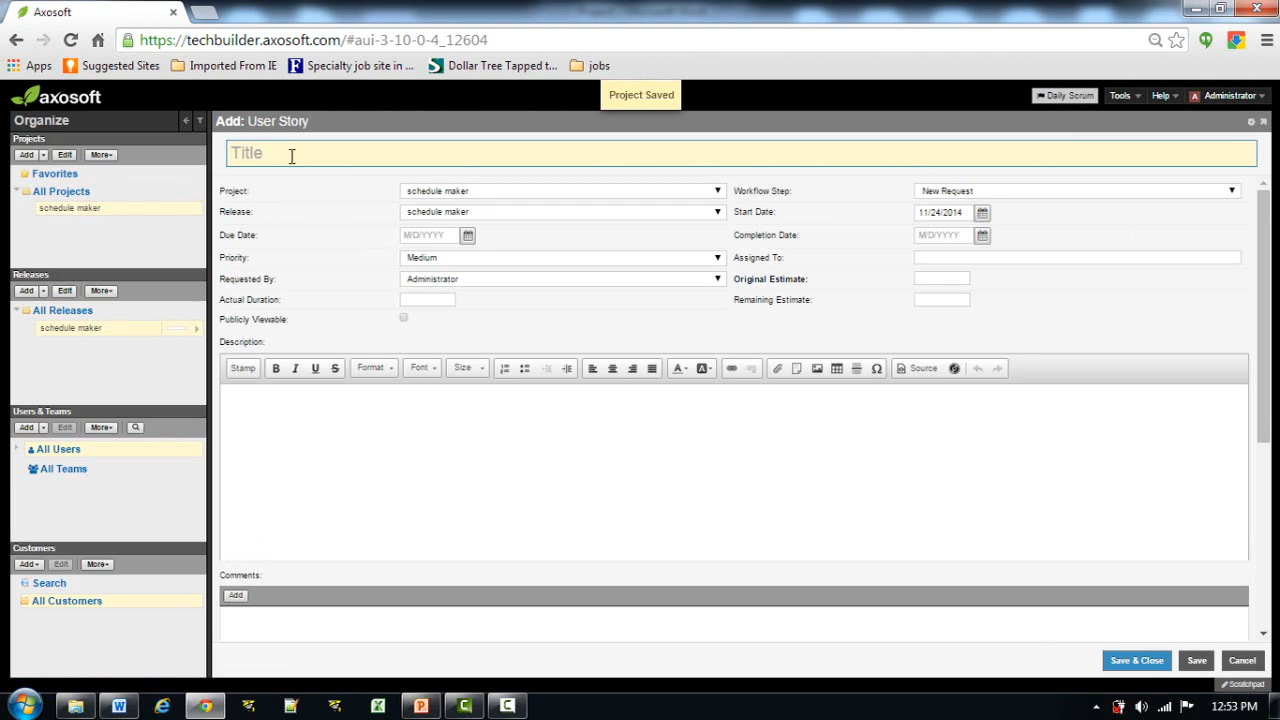 Axosoft
https://techbuilder.axosoft.com/#aui-3-10-0-4_12604
Apps Suggested Sites Imported From IE Specialty job site in ... Dollar Tree Tapped t... jobs
Project Saved
axosoft Daily Scrum Tools Help Administrator
Organize
Add: User Story
Projects
Add Edit More
Title
Favorites
All Projects
schedule maker
Project: schedule maker Workflow Step: New Request
Release: schedule maker Start Date: 11/24/2014
Due Date: M/D/YYYY Completion Date: M/D/YYYY
Priority: Medium Assigned To:
Requested By: Administrator Original Estimate:
Actual Duration: Remaining Estimate:
Publicly Viewable:
Description:
Stamp B I U S Format Font Size A A Ω Source
Releases
Add Edit More
All Releases
schedule maker
Users & Teams
Add Edit More
All Users
All Teams
Customers
Add Edit More
Search
All Customers
Comments:
Add
Save & Close Save Cancel
Scratchpad
12:53 PM